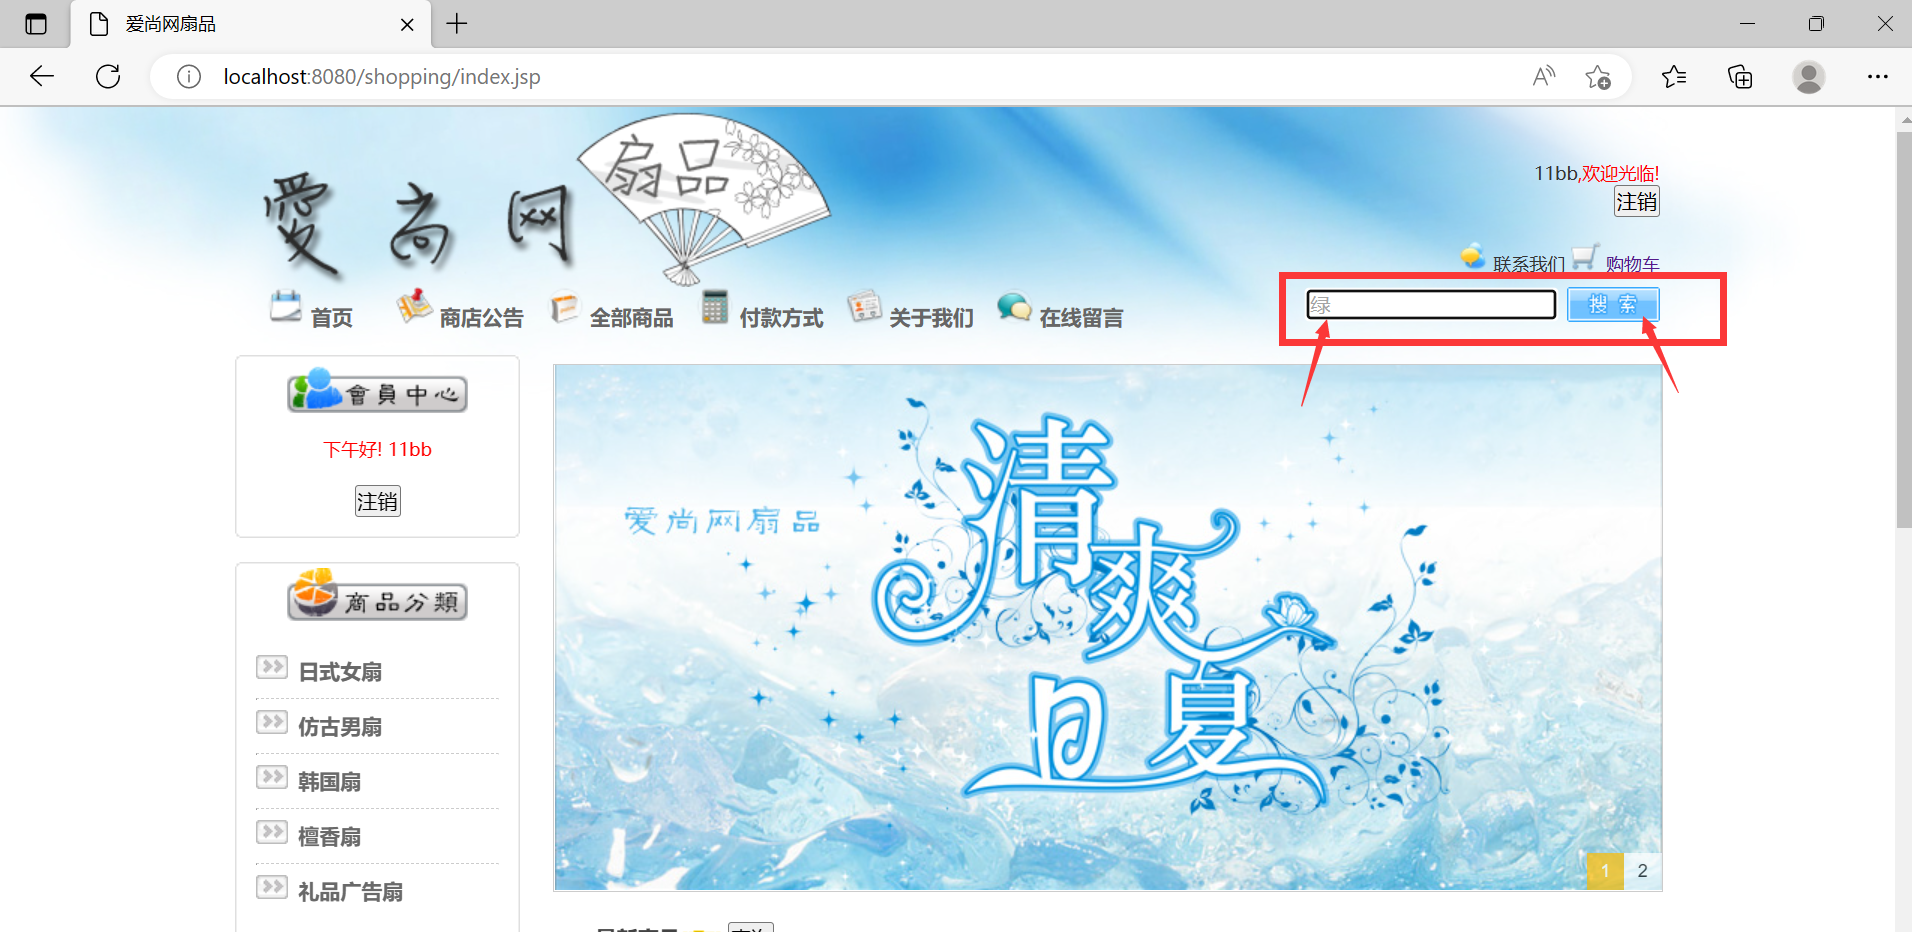 爱尚网扇品
localhost:8080/shopping/index.jsp
愛尚网扇品
11bb,欢迎光临!
注销
联系我们 购物车
首页 商店公告 全部商品 付款方式 关于我们 在线留言
绿 搜索
會員中心
下午好! 11bb
注销
商品分類
日式女扇
仿古男扇
韩国扇
檀香扇
礼品广告扇
爱尚网扇品
清爽
夏
1 2